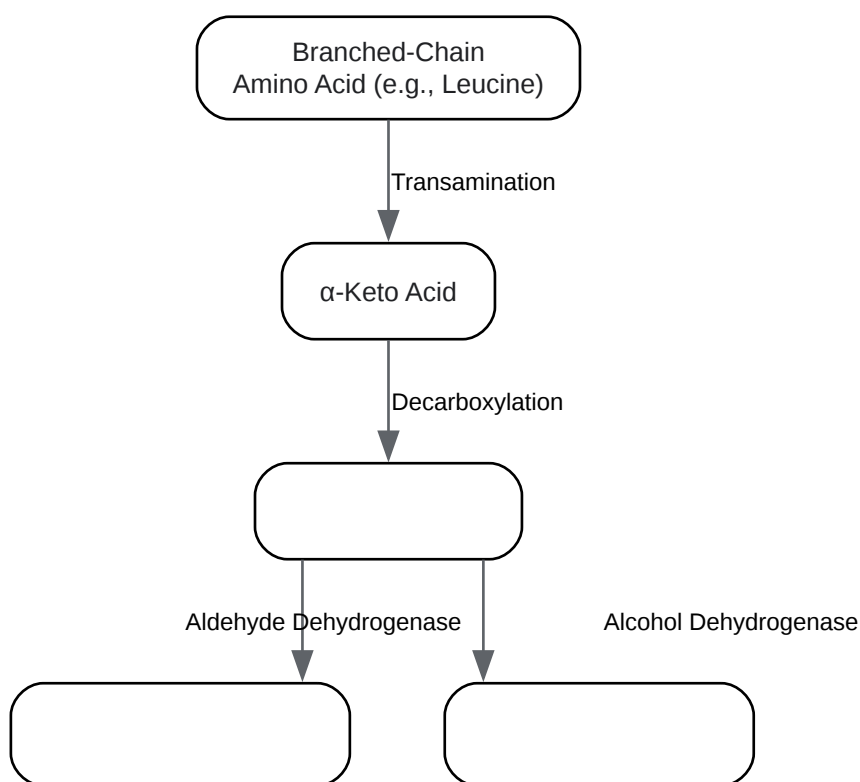 Branched-Chain
Amino Acid (e.g., Leucine)
Transamination
α-Keto Acid
Decarboxylation
Aldehyde Dehydrogenase
Alcohol Dehydrogenase